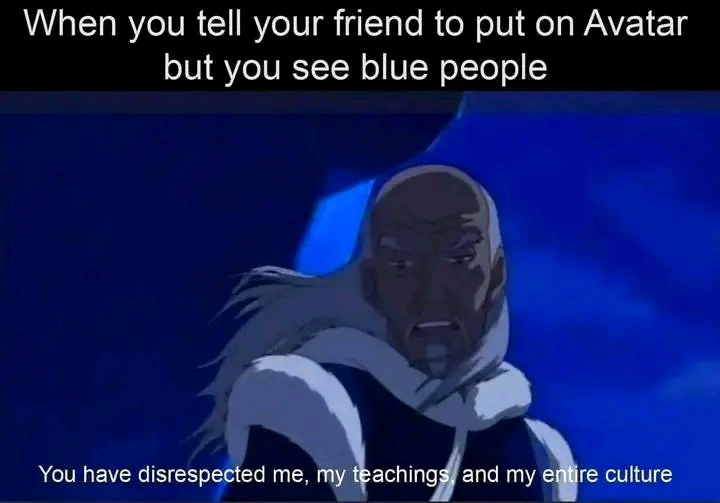 When you tell your friend to put on Avatar
but you see blue people
You have disrespected me, my teachings, and my entire culture